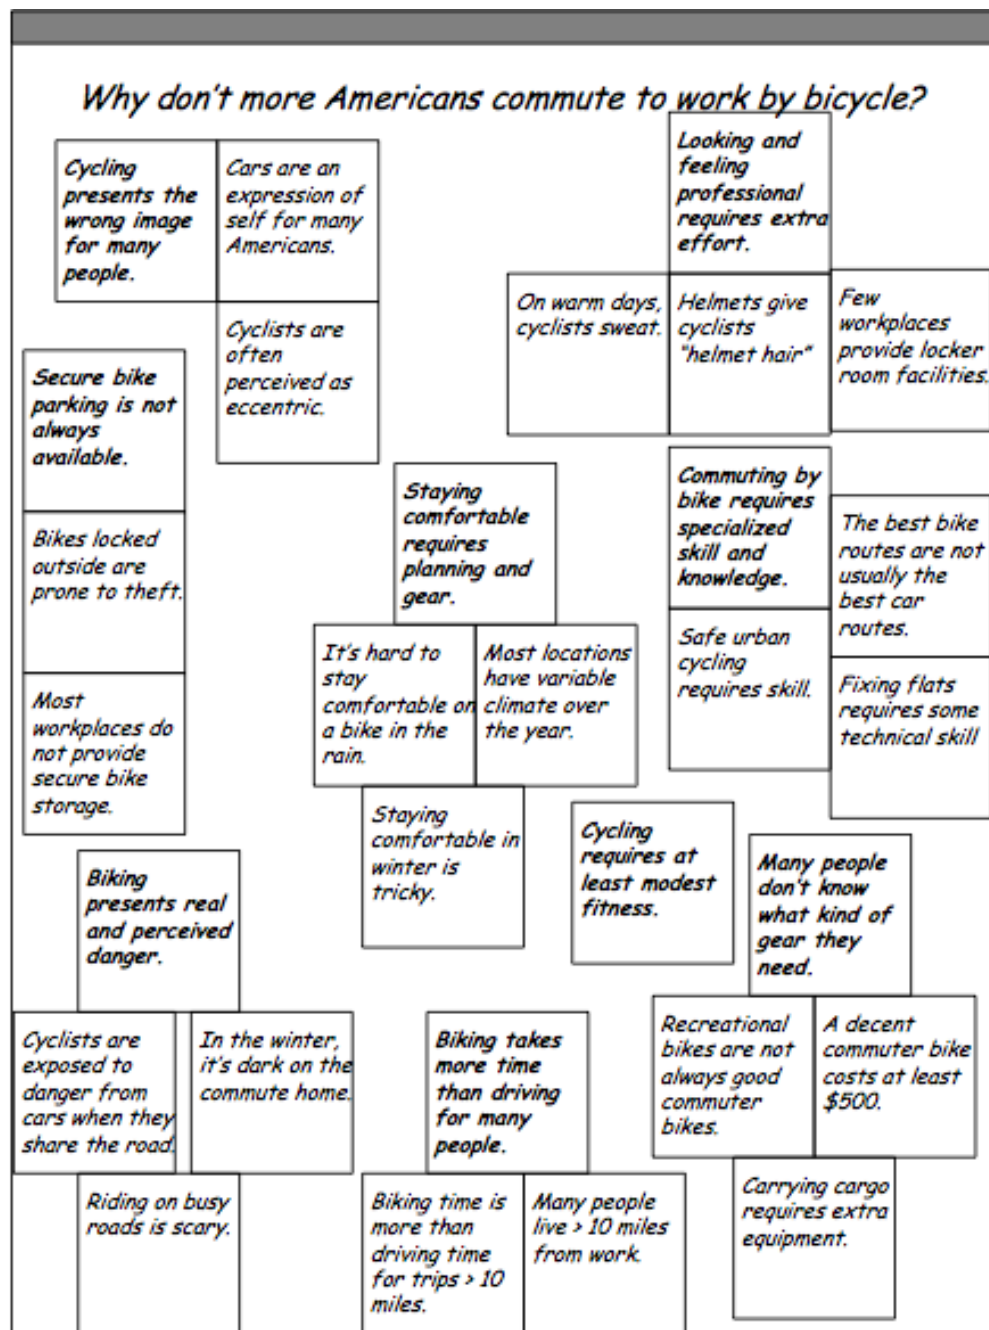 Why don't more Americans commute to work by bicycle?
Cycling
presents the
wrong image
for many
people.
Cars are an
expression of
self for many
Americans.
Cyclists are
often
perceived as
eccentric.
Looking and
feeling
professional
requires extra
effort.
On warm days,
cyclists sweat.
Helmets give
cyclists
"helmet hair"
Few
workplaces
provide locker
room facilities.
Secure bike
parking is not
always
available.
Bikes locked
outside are
prone to theft.
Most
workplaces do
not provide
secure bike
storage.
Staying
comfortable
requires
planning and
gear.
It's hard to
stay
comfortable on
a bike in the
rain.
Most locations
have variable
climate over
the year.
Staying
comfortable in
winter is
tricky.
Commuting by
bike requires
specialized
skill and
knowledge.
The best bike
routes are not
usually the
best car
routes.
Safe urban
cycling
requires skill.
Fixing flats
requires some
technical skill
Cycling
requires at
least modest
fitness.
Many people
don't know
what kind of
gear they
need.
Recreational
bikes are not
always good
commuter
bikes.
A decent
commuter bike
costs at least
$500.
Carrying cargo
requires extra
equipment.
Biking
presents real
and perceived
danger.
Cyclists are
exposed to
danger from
cars when they
share the road.
In the winter,
it's dark on the
commute home.
Riding on busy
roads is scary.
Biking takes
more time
than driving
for many
people.
Biking time is
more than
driving time
for trips > 10
miles.
Many people
live > 10 miles
from work.